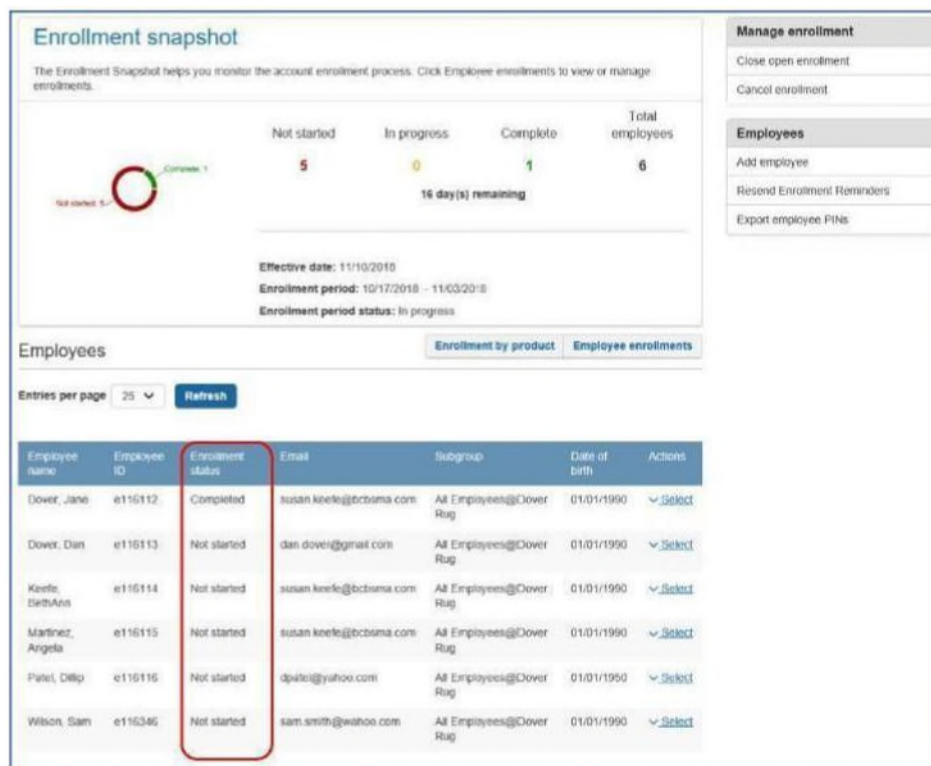 Enrollment snapshot
The Enrollment Snapshot helps you monitor the account enrollment process. Click Employee enrollments to view or manage
enrollments.
Complete: 1
Not started: 5
Not started In progress Complete Total employees
5 0 1 6
16 day(s) remaining
Effective date: 11/10/2018
Enrollment period: 10/17/2018 - 11/03/2018
Enrollment period status: In progress
Manage enrollment
Close open enrollment
Cancel enrollment
Employees
Add employee
Resend Enrollment Reminders
Export employee PINs
Employees
Enrollment by product Employee enrollments
Entries per page 25 Refresh
Employee name Employee ID Enrollment status Email Subgroup Date of birth Actions
Dover, Jane e116112 Completed susan.keefe@bcbsma.com All Employees@Dover Rug 01/01/1990 Select
Dover, Dan e116113 Not started dan.dover@gmail.com All Employees@Dover Rug 01/01/1990 Select
Keefe, BethAnn e116114 Not started susan.keefe@bcbsma.com All Employees@Dover Rug 01/01/1990 Select
Martinez, Angela e116115 Not started susan.keefe@bcbsma.com All Employees@Dover Rug 01/01/1990 Select
Patel, Dillip e116116 Not started dpatel@yahoo.com All Employees@Dover Rug 01/01/1950 Select
Wilson, Sam e116346 Not started sam.smith@wahoo.com All Employees@Dover Rug 01/01/1990 Select